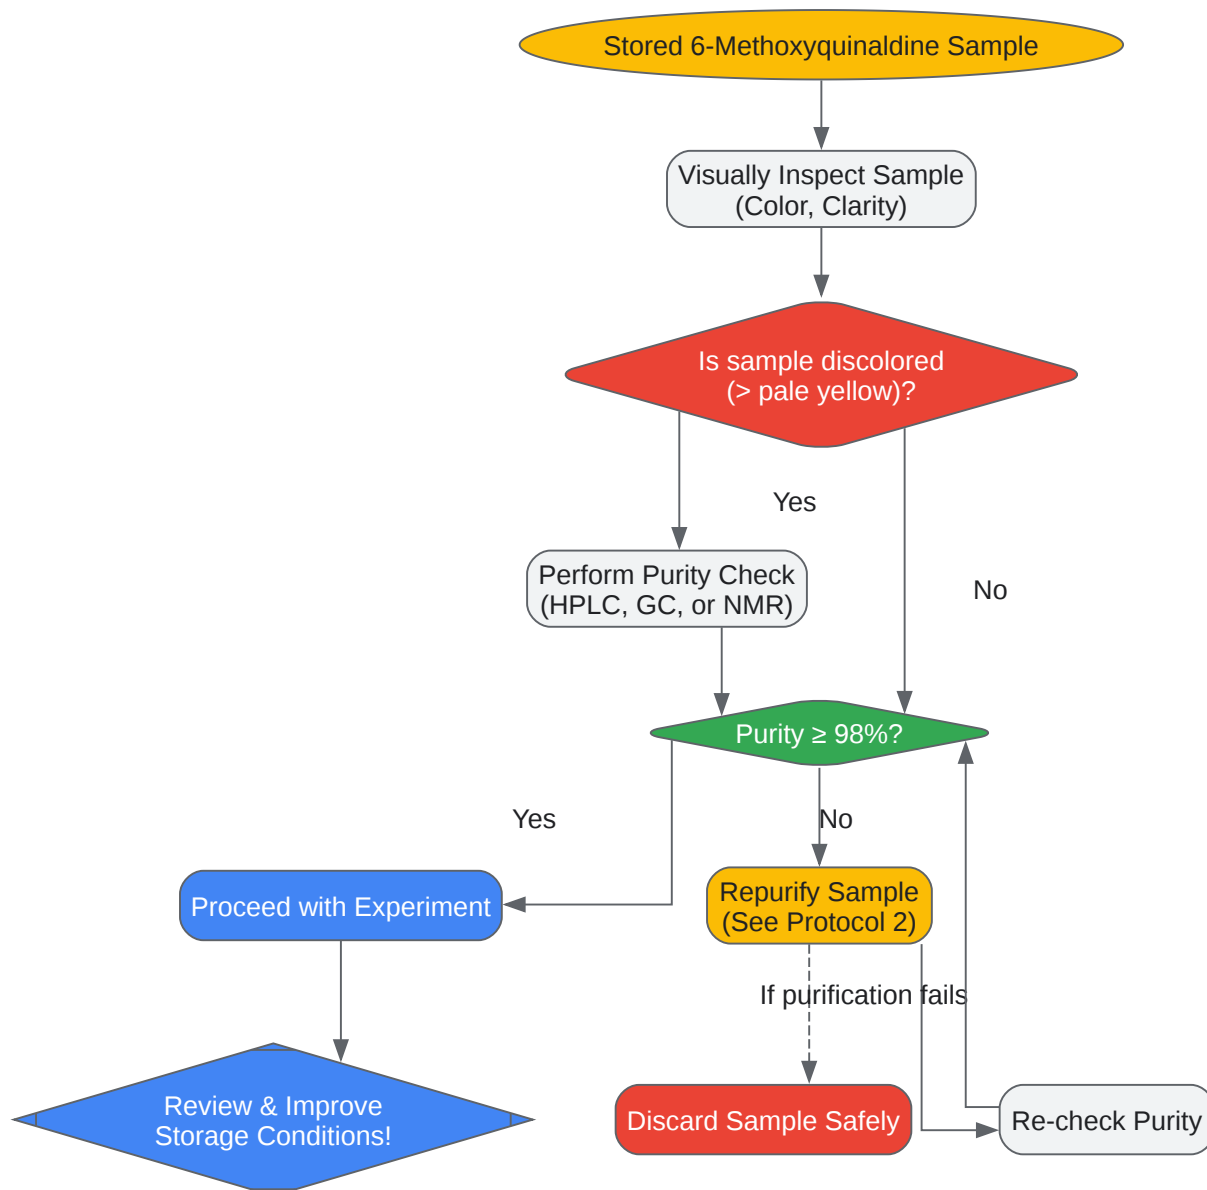 Stored 6-Methoxyquinaldine Sample
Visually Inspect Sample
(Color, Clarity)
Is sample discolored
(> pale yellow)?
Yes
Perform Purity Check
(HPLC, GC, or NMR)
No
Purity ≥ 98%?
Yes
No
Proceed with Experiment
Repurify Sample
(See Protocol 2)
If purification fails
Review & Improve
Storage Conditions!
Discard Sample Safely
Re-check Purity